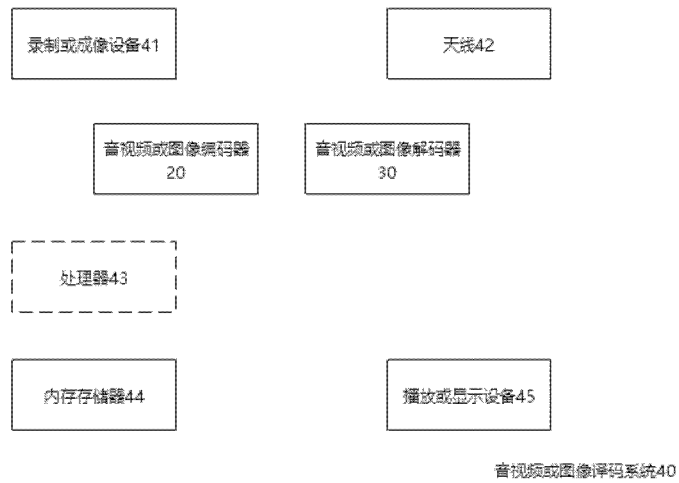 录制或成像设备41
天线42
音视频或图像编码器
20
音视频或图像解码器
30
处理器43
内存存储器44
播放或显示设备45
音视频或图像译码系统40